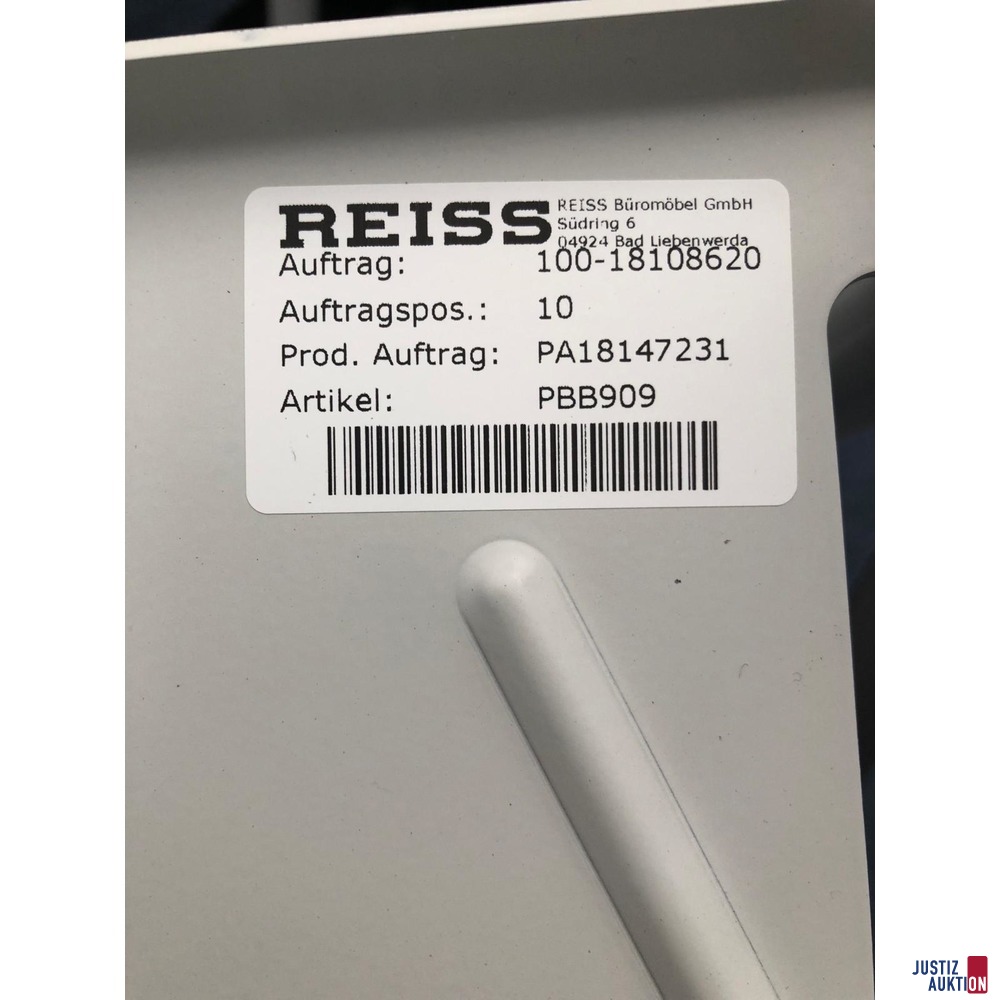 REISS
REISS Büromöbel GmbH
Südring 6
04924 Bad Liebenwerda
Auftrag: 100-18108620
Auftragspos.: 10
Prod. Auftrag: PA18147231
Artikel: PBB909
JUSTIZ
AUKTION